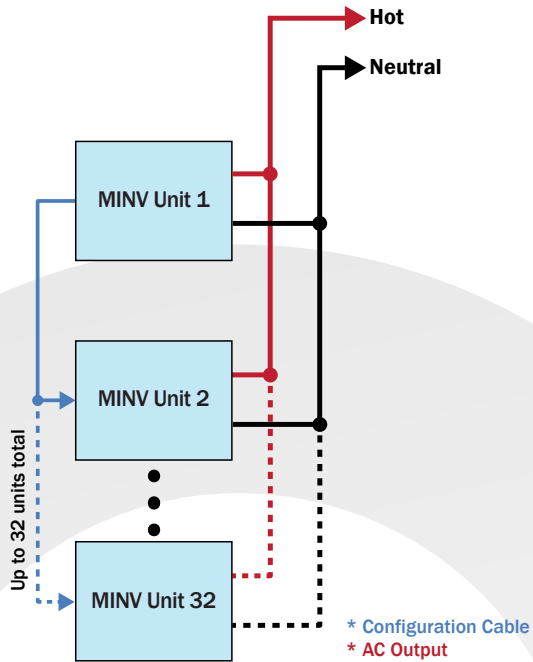 Hot
Neutral
MINV Unit 1
MINV Unit 2
Up to 32 units total
MINV Unit 32
* Configuration Cable
* AC Output